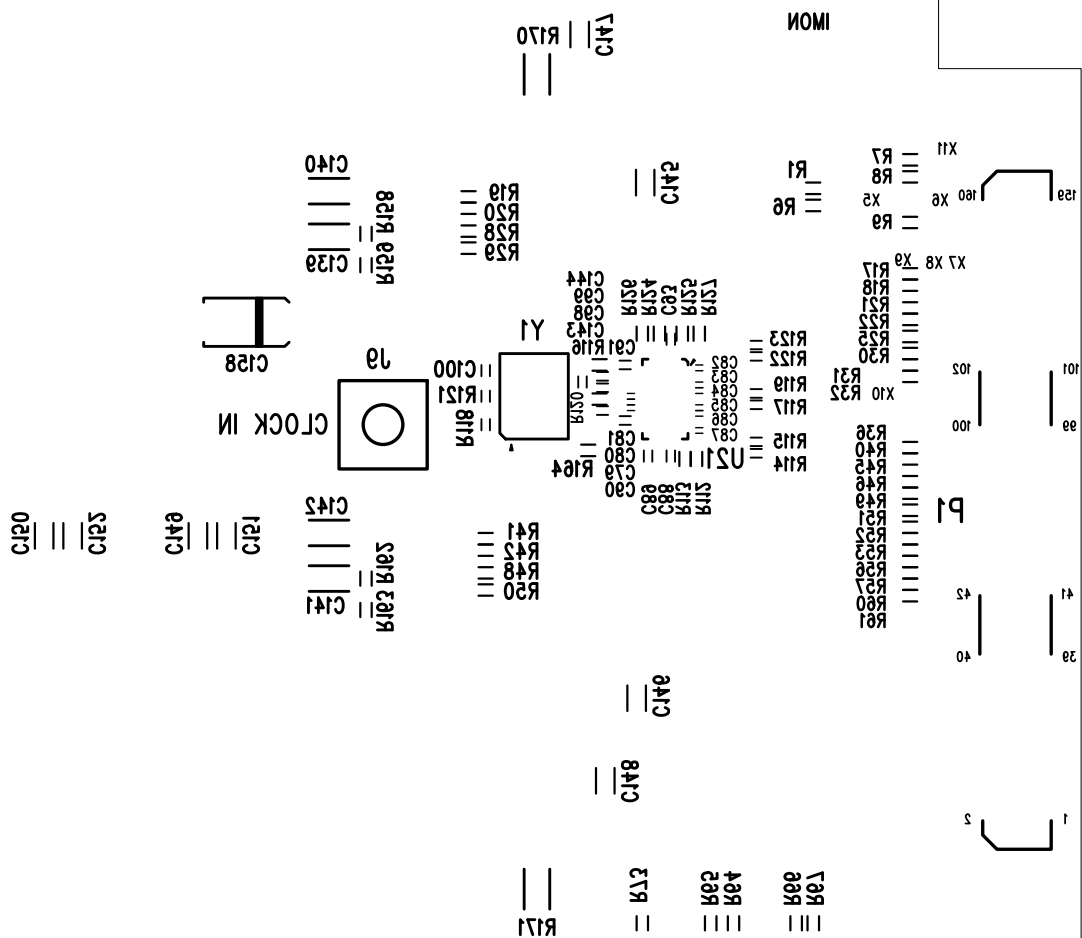 IMON
R170
C147
X11
R7
R8
C140
C145
R1
X5
X6
160
159
R158
R19
R20
R28
R29
R6
R9
C139
R159
R17
X9
X8
X7
R18
R21
R22
R25
R30
C144
C99
C98
C143
R126
R124
C93
R125
R127
Y1
R116
C91
R123
R122
C158
J9
C100
R121
R118
R120
C82
C83
C84
C85
C86
C87
R119
R117
R31
R32
X10
102
101
CLOCK IN
R164
C81
C80
C79
C90
U21
R115
R114
100
99
R36
R40
R45
R46
R49
R51
R52
R53
R56
R57
R60
R61
C89
C88
R113
R112
P1
C150
C152
C149
C151
C142
R162
C141
R163
R41
R42
R48
R50
42
41
40
39
C146
C148
2
1
R73
R65
R64
R66
R67
R171